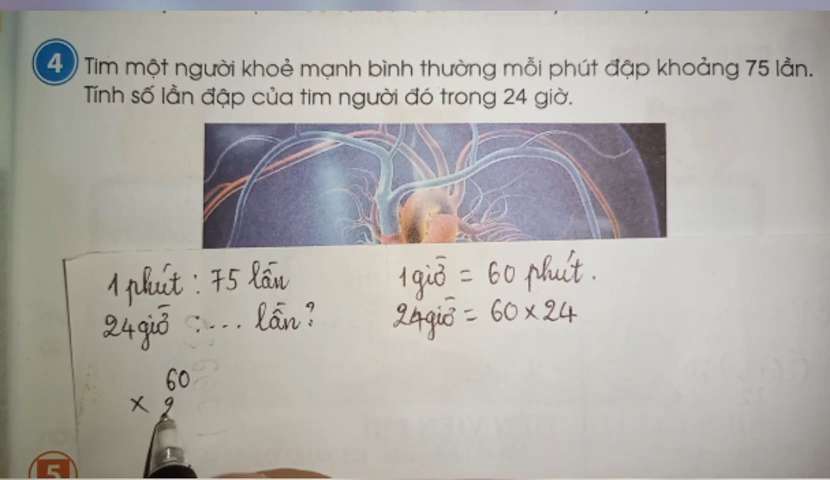 4 Tim một người khoẻ mạnh bình thường mỗi phút đập khoảng 75 lần.
Tính số lần đập của tim người đó trong 24 giờ.
1 phút : 75 lần
24 giờ : ... lần?
1 giờ = 60 phút.
24 giờ = 60 x 24
60
x 2
5